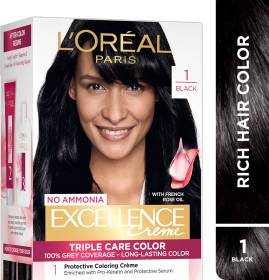 L'ORÉAL
PARIS
1
BLACK
NO AMMONIA
WITH FRENCH
ROSE OIL
EXCELLENCE
Crème
TRIPLE CARE COLOR
100% GREY COVERAGE - LONG-LASTING COLOR
1 Protective Coloring Crème
Enriched with Pro-Keratin and Protective Serum
RICH HAIR COLOR
1
BLACK